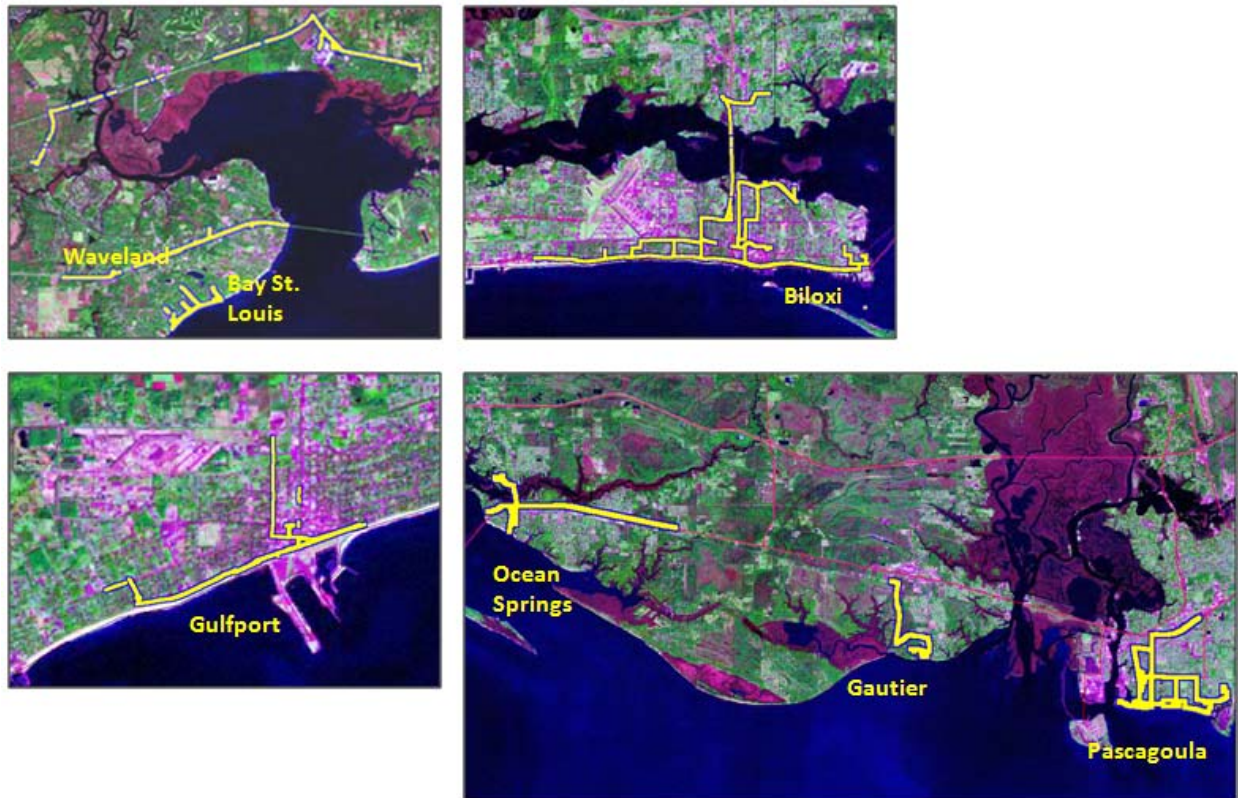 Waveland
Bay St.
Louis
Biloxi
Gulfport
Ocean
Springs
Gautier
Pascagoula